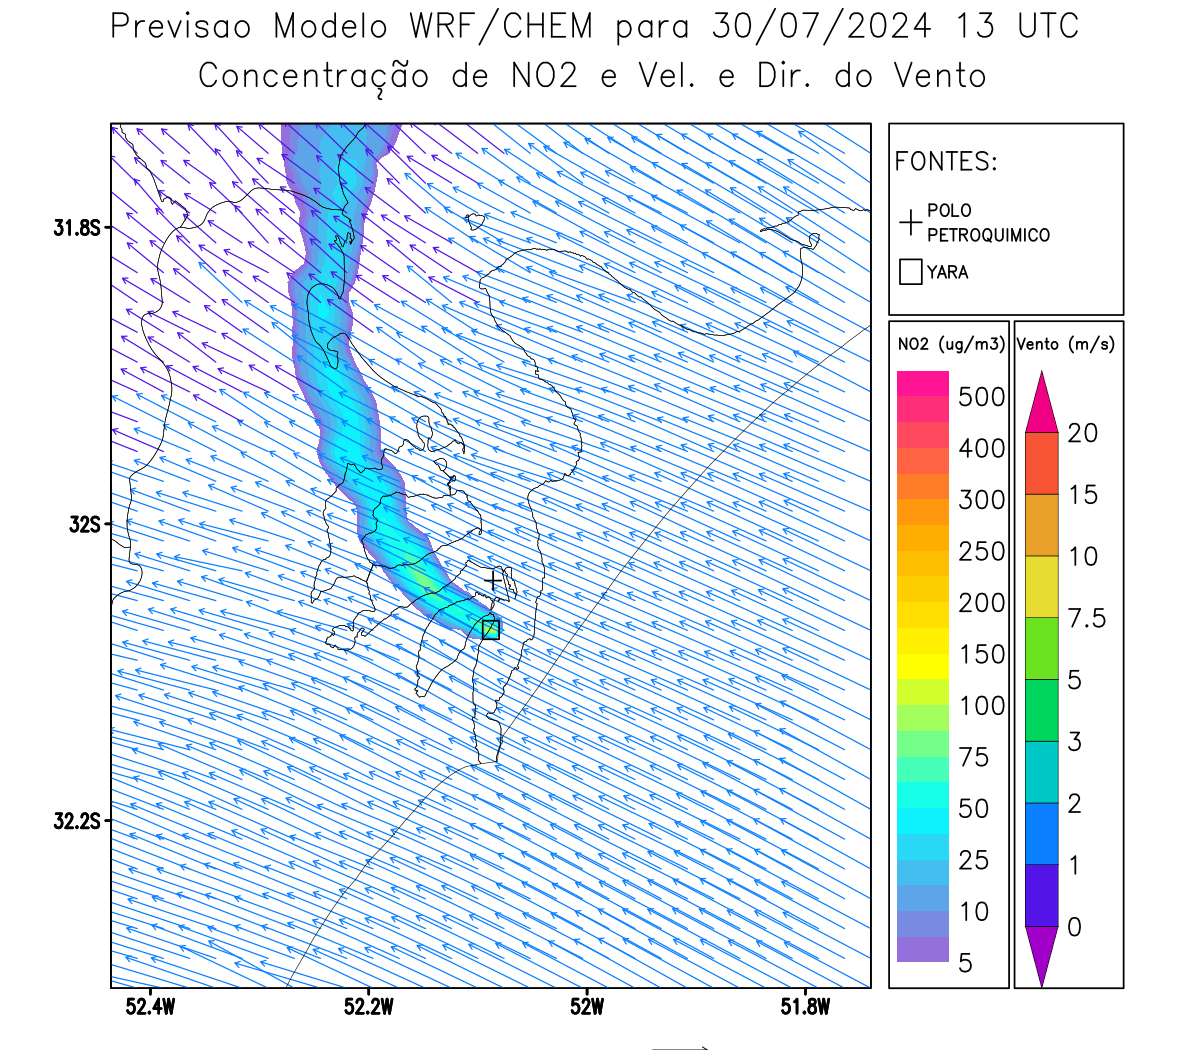 Previsao Modelo WRF/CHEM para 30/07/2024 13 UTC
Concentração de NO2 e Vel. e Dir. do Vento
FONTES:
POLO
PETROQUIMICO
YARA
NO2 (ug/m3)
500
400
300
250
200
150
100
75
50
25
10
5
Vento (m/s)
20
15
10
7.5
5
3
2
1
0
31.8S
32S
32.2S
52.4W
52.2W
52W
51.8W